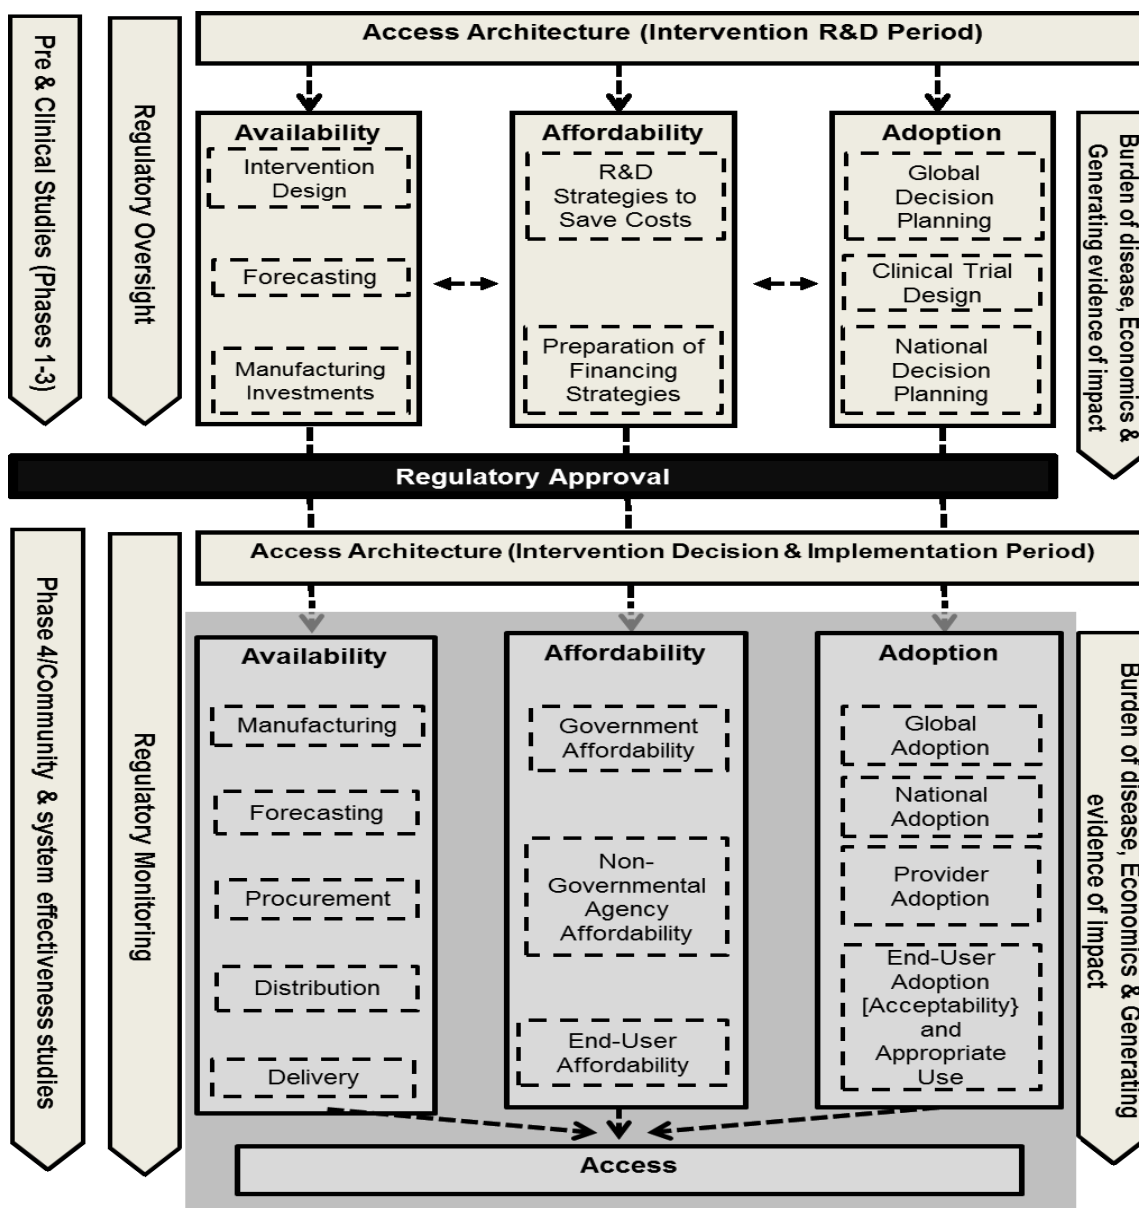 Access Architecture (Intervention R&D Period)
Pre & Clinical Studies (Phases 1-3)
Regulatory Oversight
Availability
Intervention
Design
Forecasting
Manufacturing
Investments
Affordability
R&D
Strategies to
Save Costs
Preparation of
Financing
Strategies
Adoption
Global
Decision
Planning
Clinical Trial
Design
National
Decision
Planning
Burden of disease, Economics &
Generating evidence of impact
Regulatory Approval
Access Architecture (Intervention Decision & Implementation Period)
Phase 4/Community & system effectiveness studies
Regulatory Monitoring
Availability
Manufacturing
Forecasting
Procurement
Distribution
Delivery
Affordability
Government
Affordability
Non-
Governmental
Agency
Affordability
End-User
Affordability
Adoption
Global
Adoption
National
Adoption
Provider
Adoption
End-User
Adoption
[Acceptability}
and
Appropriate
Use
Burden of disease, Economics & Generating
evidence of impact
Access